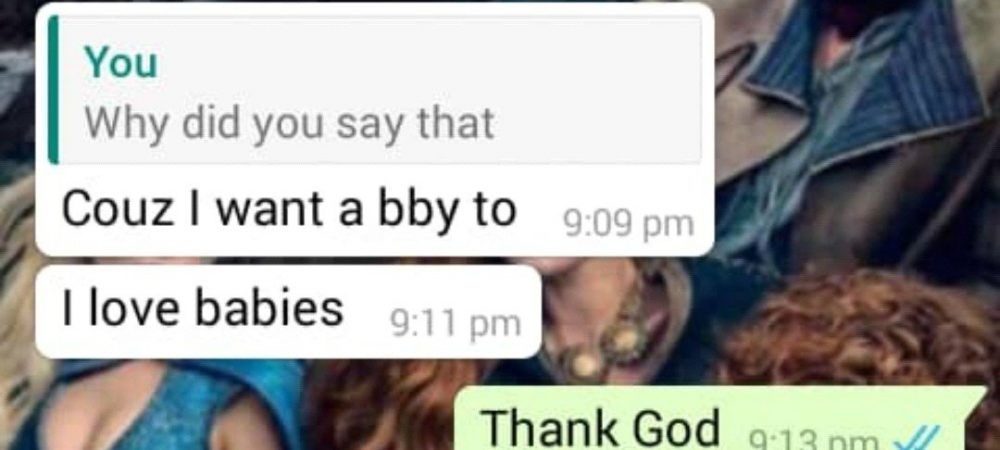 You
Why did you say that
Couz I want a bby to 9:09 pm
I love babies 9:11 pm
Thank God 9:13 pm